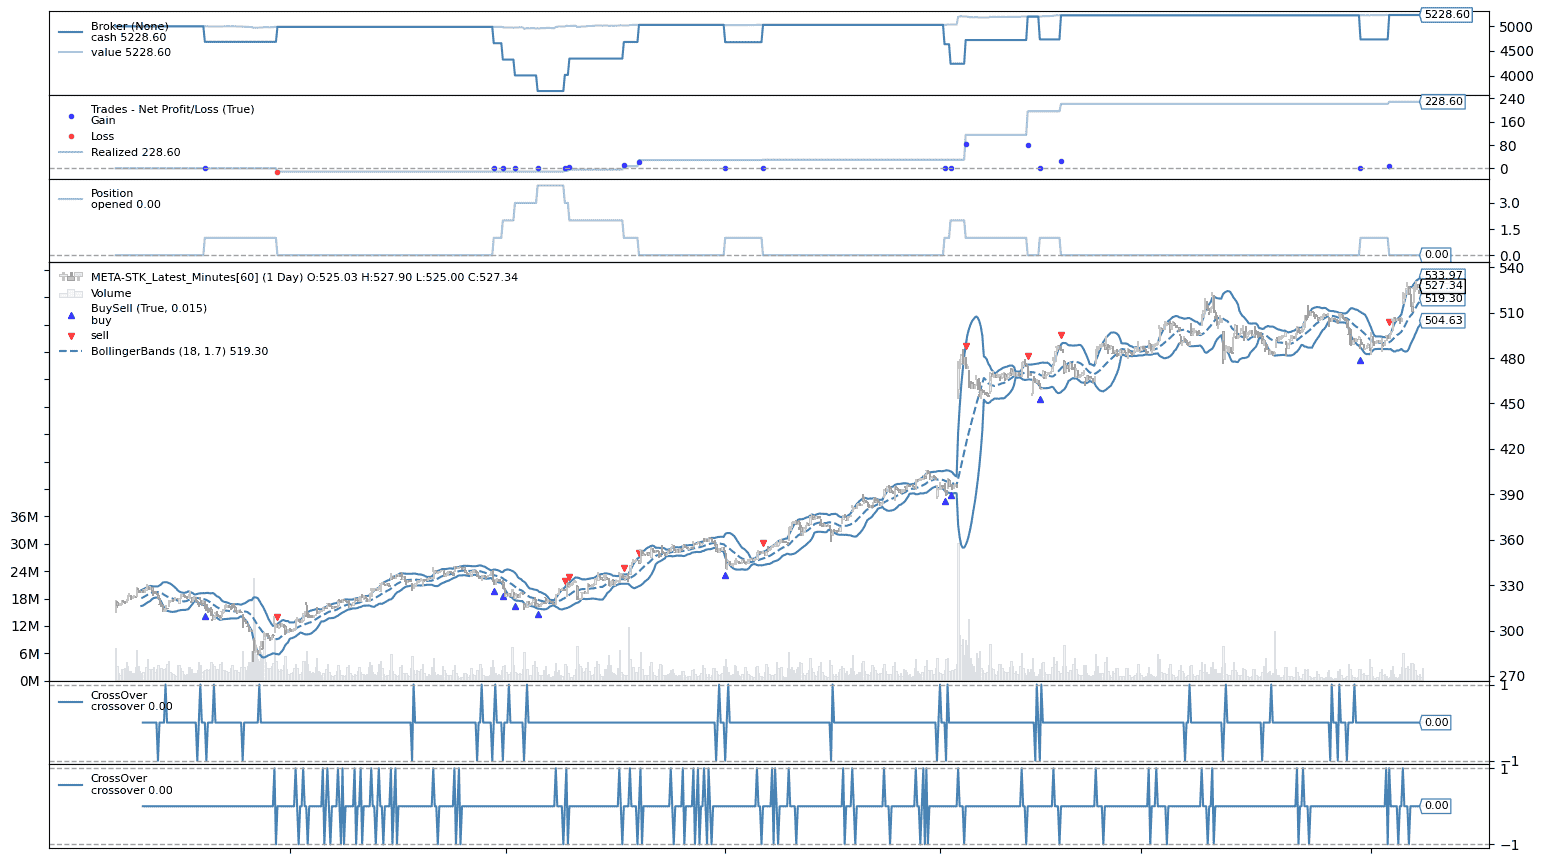 Broker (None)
cash 5228.60
value 5228.60
5228.60
5000
4500
4000
Trades - Net Profit/Loss (True)
Gain
Loss
Realized 228.60
228.60
240
160
80
0
Position
opened 0.00
3.0
1.5
0.0
0.00
META-STK_Latest_Minutes[60] (1 Day) O:525.03 H:527.90 L:525.00 C:527.34
Volume
BuySell (True, 0.015)
buy
sell
BollingerBands (18, 1.7) 519.30
533.97
527.34
519.30
504.63
540
510
480
450
420
390
360
330
300
270
36M
30M
24M
18M
12M
6M
0M
CrossOver
crossover 0.00
1
0.00
−1
CrossOver
crossover 0.00
1
0.00
−1